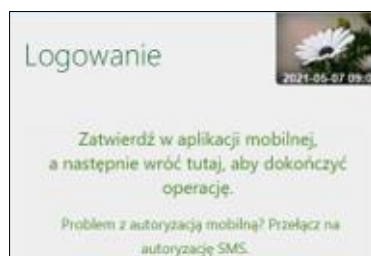 Logowanie
2021-05-07 09:0
Zatwierdź w aplikacji mobilnej,
a następnie wróć tutaj, aby dokończyć
operację.
Problem z autoryzacją mobilną? Przełącz na
autoryzację SMS.